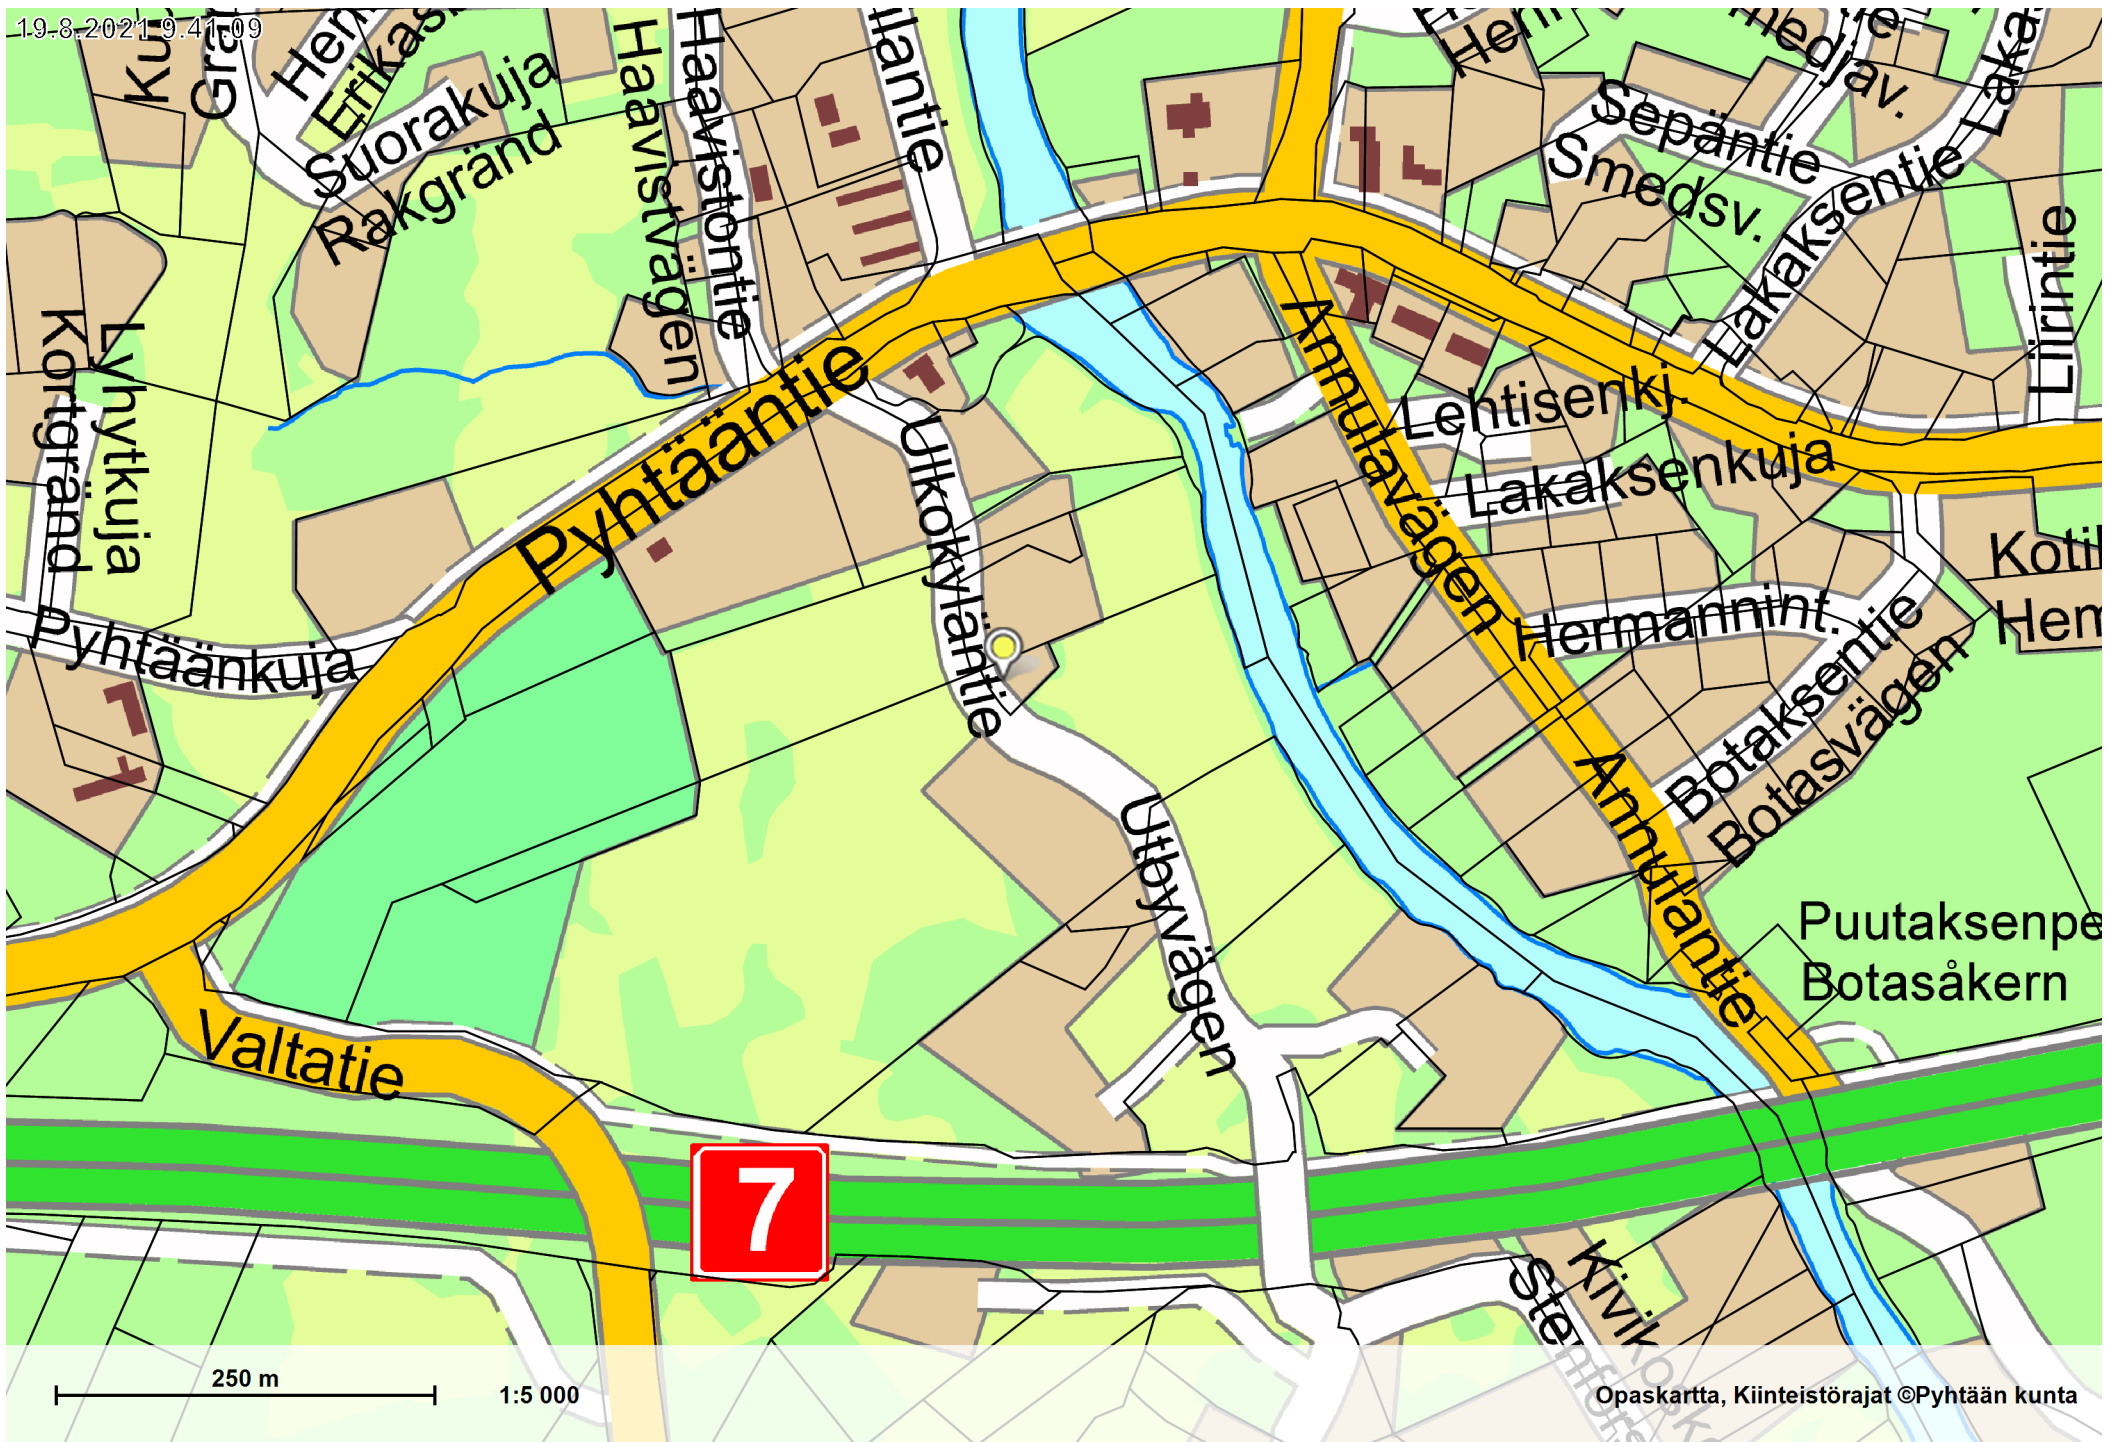 19.8.2021 9.41.09
Suorakuja
Rakgränd
Haavistvägen
Haavistontie
Sepäntie
Smedsv.
Lakaksentie
Liirintie
Lyhytkuja
Kortgränd
Pyhtääntie
Ulkokyläntie
Annulavägen
Lehtisenkj.
Lakaksenkuja
Hermannint.
Botaksentie
Botasvägen
Pyhtäänkuja
Utbyvägen
Annulantie
Botasåkern
Valtatie
7
250 m
1:5 000
Opaskartta, Kiinteistörajat ©Pyhtään kunta